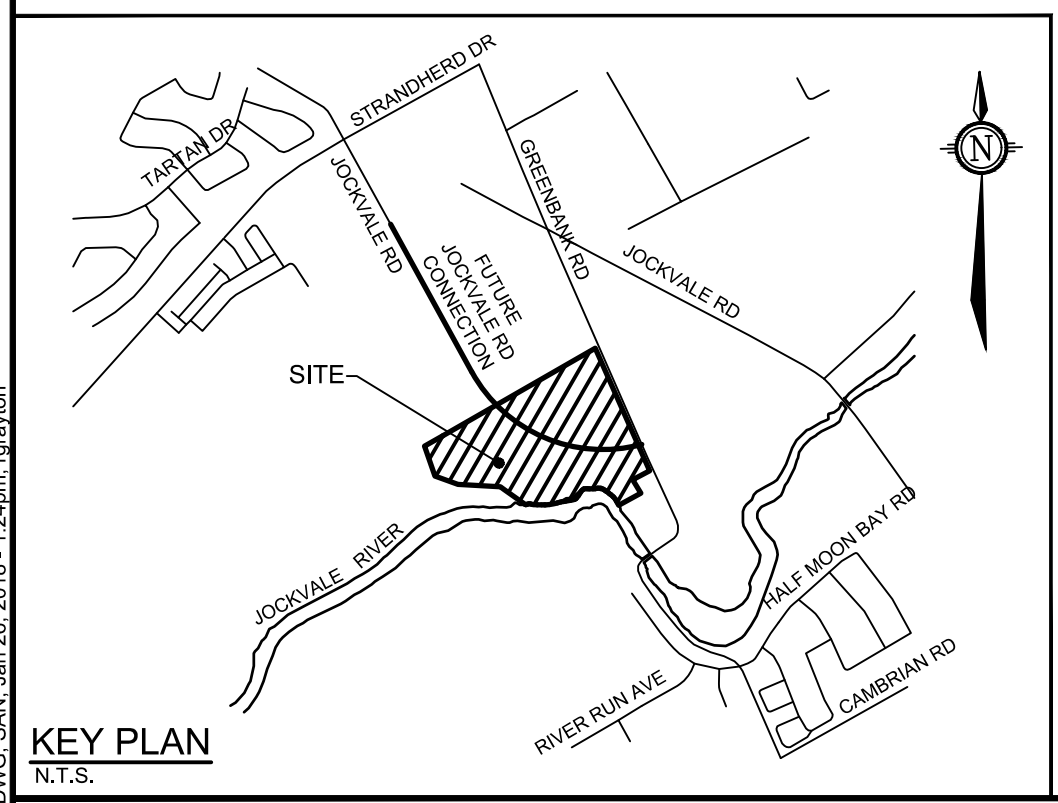 STRANDHERD DR
TARTAN DR
JOCKVALE RD
GREENBANK RD
N
FUTURE
JOCKVALE RD
CONNECTION
JOCKVALE RD
SITE
JOCKVALE RIVER
HALF MOON BAY RD
CAMBRIAN RD
RIVER RUN AVE
KEY PLAN
N.T.S.